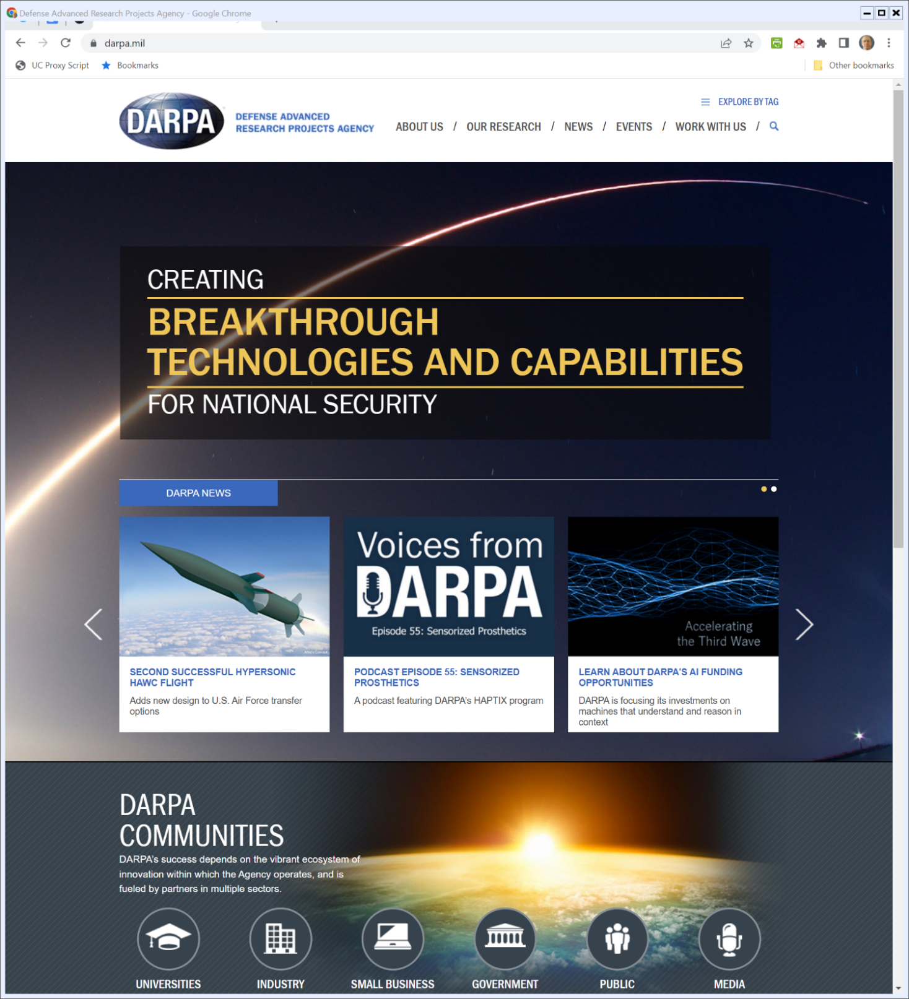 Defense Advanced Research Projects Agency - Google Chrome
darpa.mil
UC Proxy Script
Bookmarks
Other bookmarks
EXPLORE BY TAG
DARPA
DEFENSE ADVANCED
RESEARCH PROJECTS AGENCY
ABOUT US / OUR RESEARCH / NEWS / EVENTS / WORK WITH US /
CREATING
BREAKTHROUGH
TECHNOLOGIES AND CAPABILITIES
FOR NATIONAL SECURITY
DARPA NEWS
Artist's Concept
SECOND SUCCESSFUL HYPERSONIC
HAWC FLIGHT
Adds new design to U.S. Air Force transfer
options
Voices from
DARPA
Episode 55: Sensorized Prosthetics
PODCAST EPISODE 55: SENSORIZED
PROSTHETICS
A podcast featuring DARPA's HAPTIX program
Accelerating
the Third Wave
LEARN ABOUT DARPA'S AI FUNDING
OPPORTUNITIES
DARPA is focusing its investments on
machines that understand and reason in
context
DARPA
COMMUNITIES
DARPA's success depends on the vibrant ecosystem of
innovation within which the Agency operates, and is
fueled by partners in multiple sectors.
UNIVERSITIES
INDUSTRY
SMALL BUSINESS
GOVERNMENT
PUBLIC
MEDIA